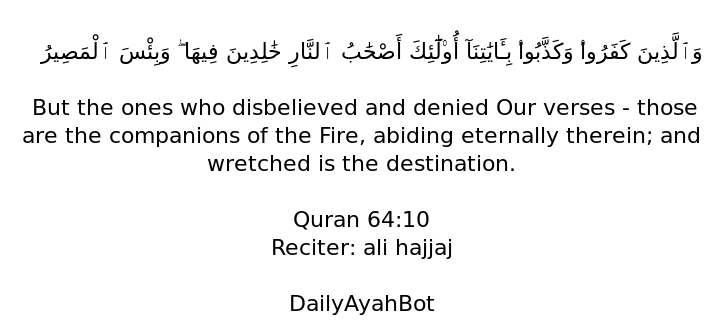 وَٱلَّذِينَ كَفَرُوا۟ وَكَذَّبُوا۟ بِـَٔايَـٰتِنَآ أُو۟لَـٰٓئِكَ أَصْحَـٰبُ ٱلنَّارِ خَـٰلِدِينَ فِيهَا ۖ وَبِئْسَ ٱلْمَصِيرُ
But the ones who disbelieved and denied Our verses - those
are the companions of the Fire, abiding eternally therein; and
wretched is the destination.
Quran 64:10
Reciter: ali hajjaj
DailyAyahBot